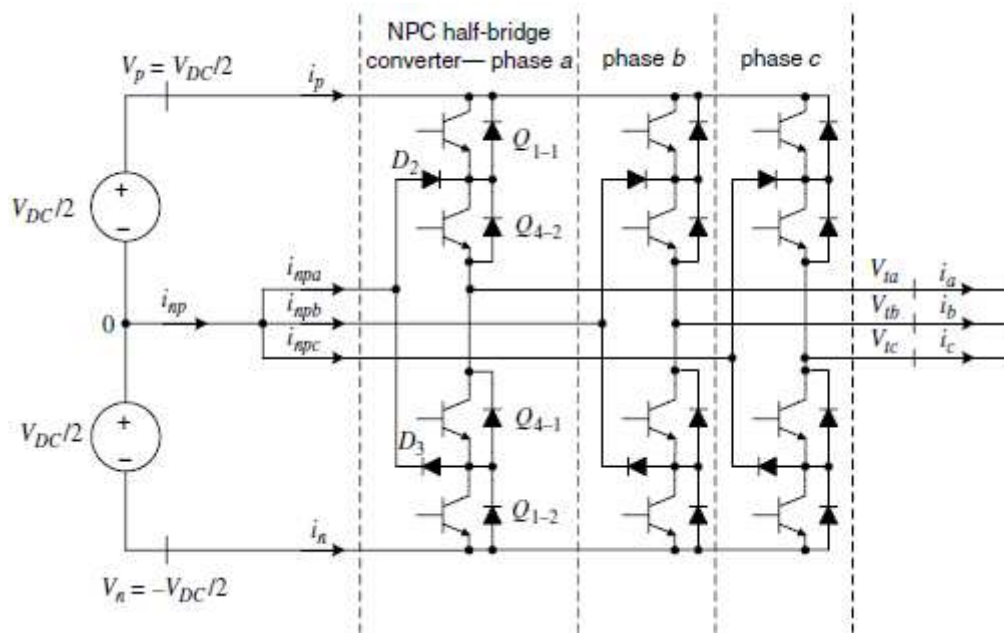 NPC half-bridge
converter— phase a
phase b
phase c
V_p = V_DC/2
i_p
Q_1–1
D_2
V_DC/2
+
–
Q_4–2
i_npa
V_ta
i_a
i_np
i_npb
V_tb
i_b
0
i_npc
V_tc
i_c
V_DC/2
+
–
Q_4–1
D_3
Q_1–2
i_n
V_n = –V_DC/2